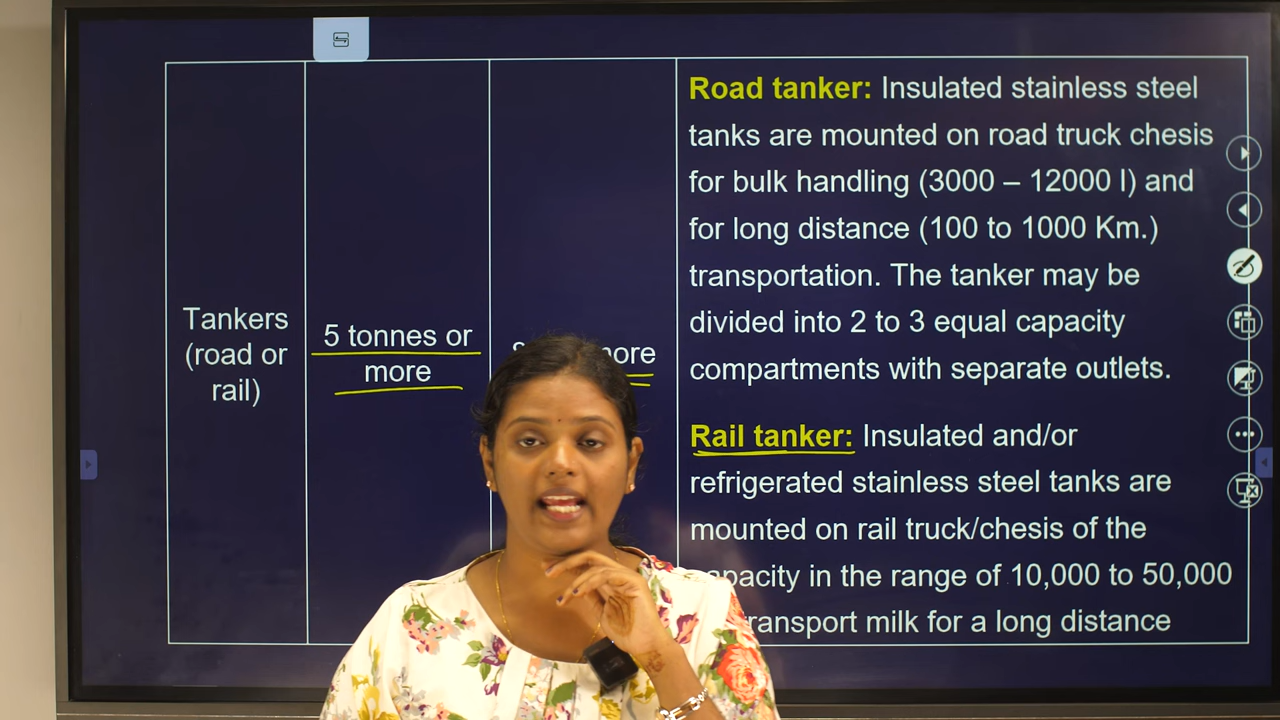 Tankers
(road or
rail)
5 tonnes or
more
more
Road tanker: Insulated stainless steel
tanks are mounted on road truck chesis
for bulk handling (3000 – 12000 l) and
for long distance (100 to 1000 Km.)
transportation. The tanker may be
divided into 2 to 3 equal capacity
compartments with separate outlets.
Rail tanker: Insulated and/or
refrigerated stainless steel tanks are
mounted on rail truck/chesis of the
capacity in the range of 10,000 to 50,000
transport milk for a long distance